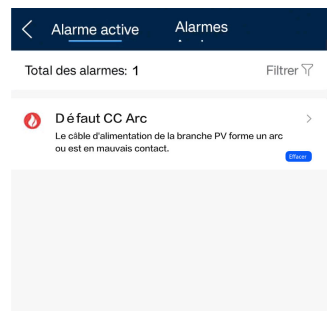 Alarme active
Alarmes
Total des alarmes: 1
Filtrer
Défaut CC Arc
Le câble d'alimentation de la branche PV forme un arc
ou est en mauvais contact.
Effacer